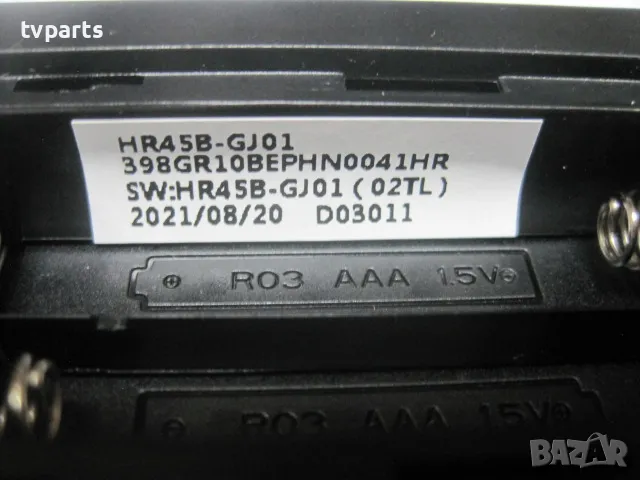 tvparts
HR45B-GJ01
398GR10BEPHN0041HR
SW:HR45B-GJ01 (02TL)
2021/08/20 D03011
R03 AAA 1.5V
R03 AAA 1.5V
BAZAR